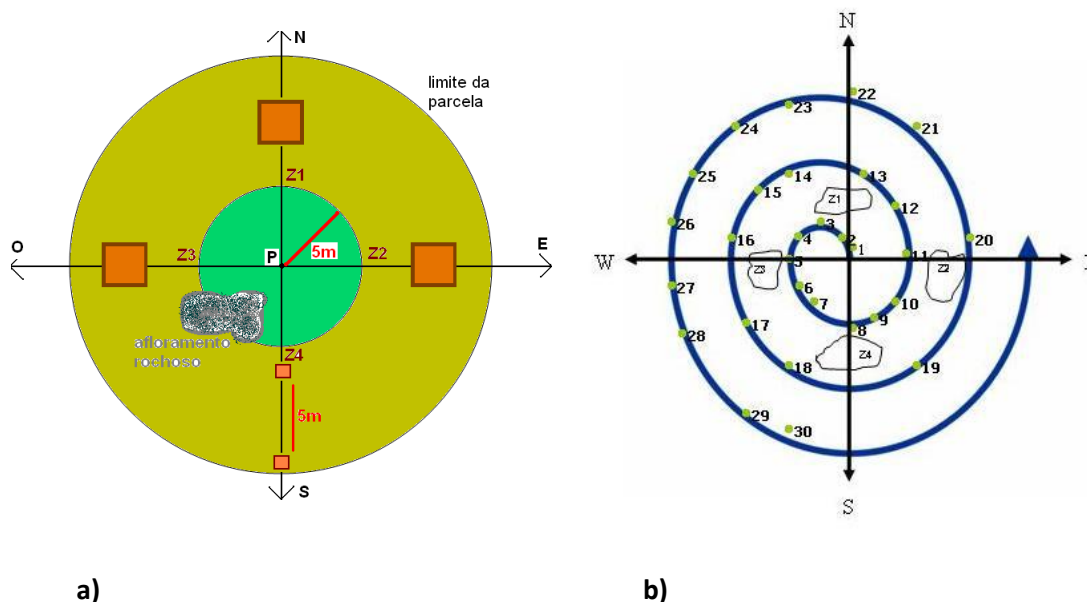 N
limite da
parcela
Z1
O
Z3
P
5m
Z2
E
afloramento
rochoso
Z4
5m
S
a)
N
22
23
21
24
25
14
13
15
Z1
12
26
3
4
2
16
1
11
20
W
5
Z3
Z2
27
6
7
10
9
8
17
28
Z4
18
19
29
30
S
b)